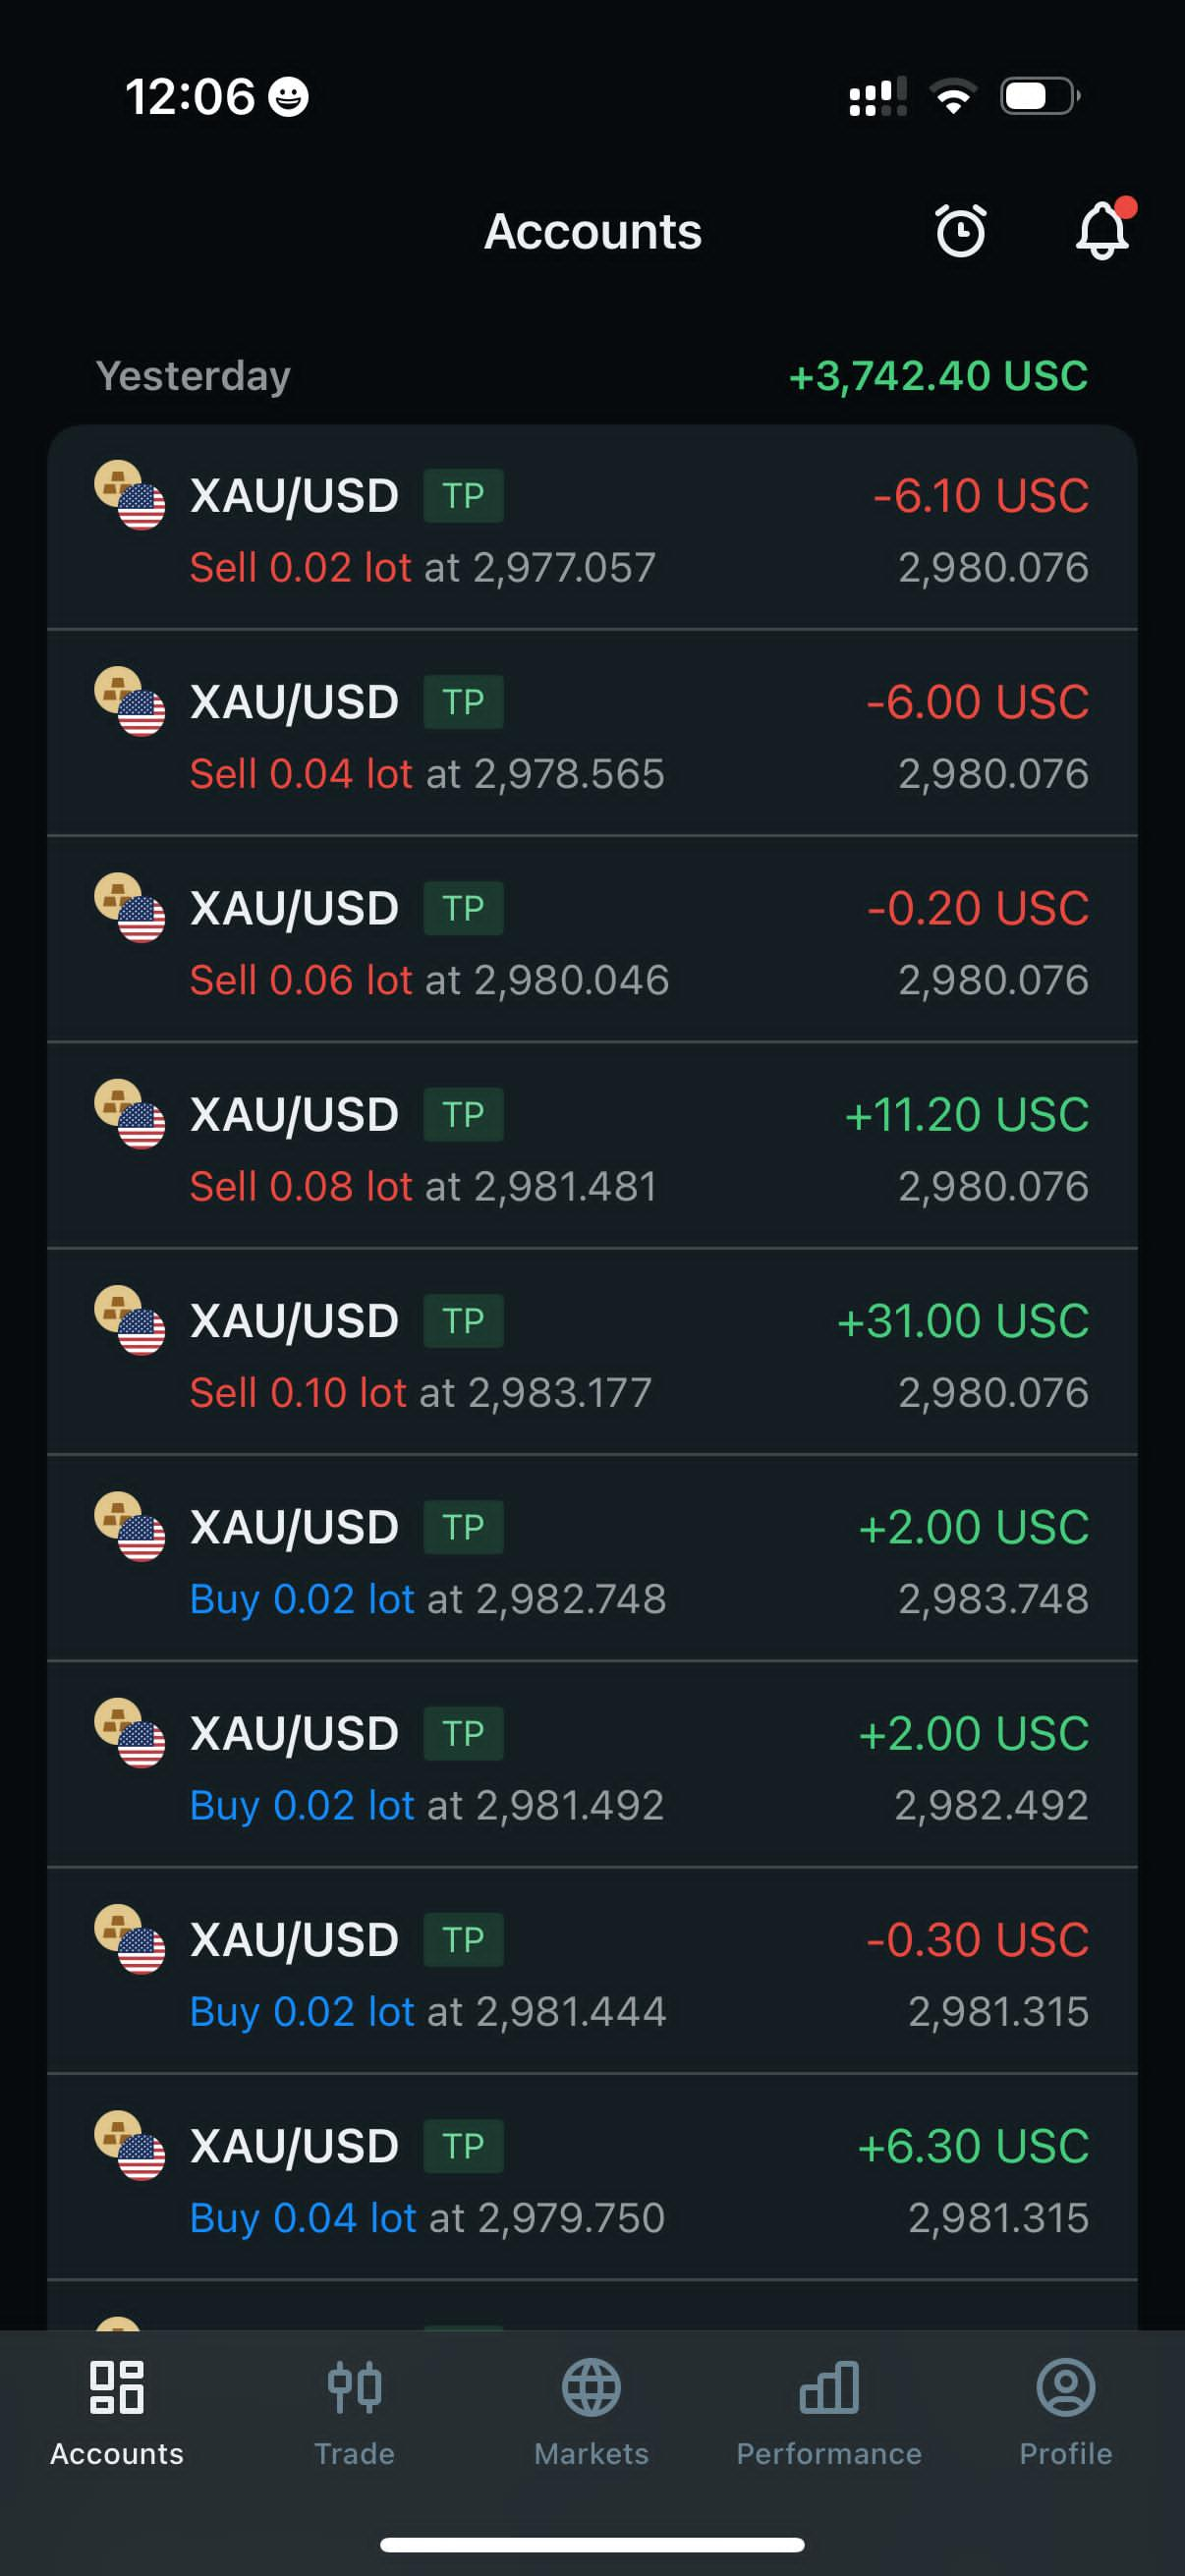 12:06
Accounts
Yesterday +3,742.40 USC
XAU/USD TP -6.10 USC
Sell 0.02 lot at 2,977.057 2,980.076
XAU/USD TP -6.00 USC
Sell 0.04 lot at 2,978.565 2,980.076
XAU/USD TP -0.20 USC
Sell 0.06 lot at 2,980.046 2,980.076
XAU/USD TP +11.20 USC
Sell 0.08 lot at 2,981.481 2,980.076
XAU/USD TP +31.00 USC
Sell 0.10 lot at 2,983.177 2,980.076
XAU/USD TP +2.00 USC
Buy 0.02 lot at 2,982.748 2,983.748
XAU/USD TP +2.00 USC
Buy 0.02 lot at 2,981.492 2,982.492
XAU/USD TP -0.30 USC
Buy 0.02 lot at 2,981.444 2,981.315
XAU/USD TP +6.30 USC
Buy 0.04 lot at 2,979.750 2,981.315
Accounts Trade Markets Performance Profile